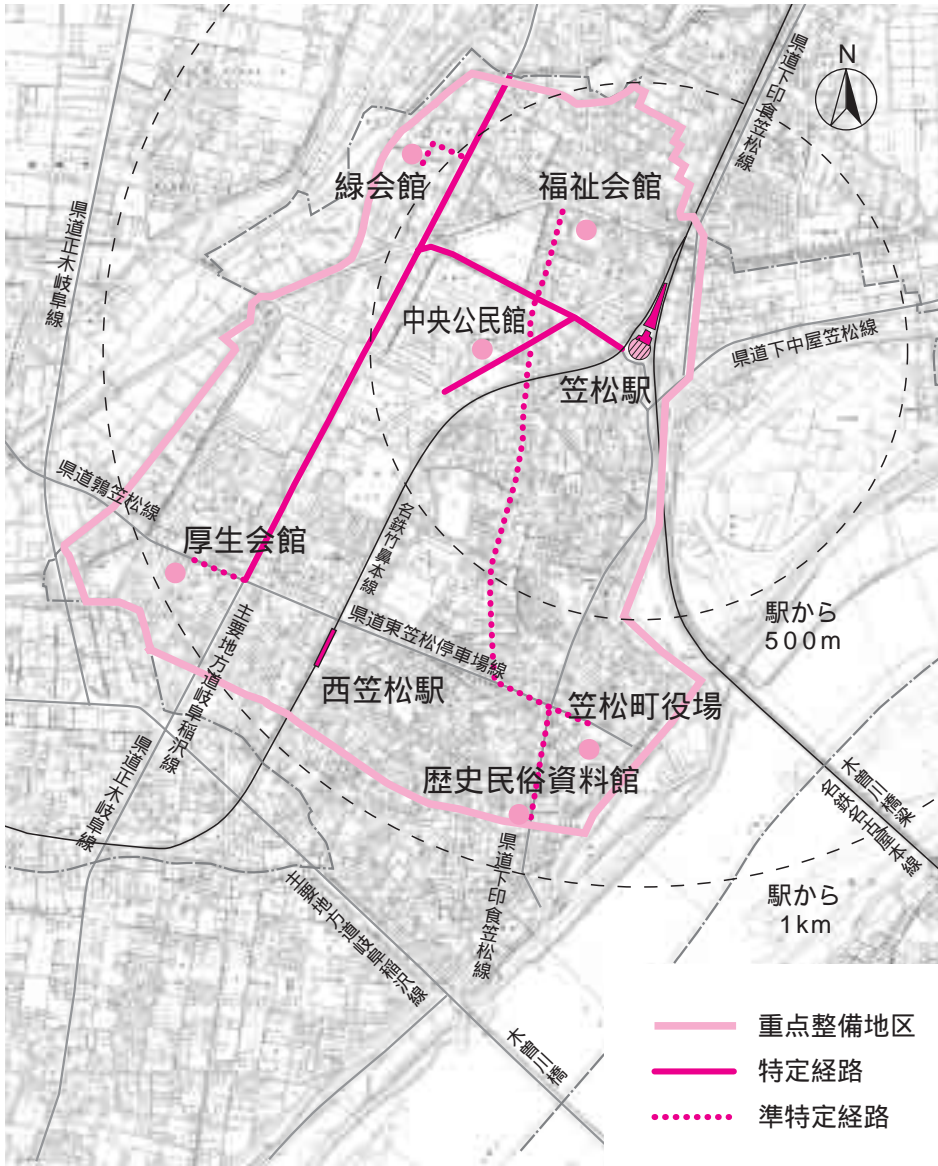 県道下印食笠松線
N
緑会館
福祉会館
県道正木岐阜線
中央公民館
県道下中屋笠松線
笠松駅
県道鶉笠松線
名鉄竹鼻本線
厚生会館
駅から
500m
主要地方道岐阜稲沢線
県道東笠松停車場線
西笠松駅
笠松町役場
県道正木岐阜線
歴史民俗資料館
木曽川橋梁
名鉄名古屋本線
県道下印食笠松線
主要地方道岐阜稲沢線
駅から
1km
木曽川橋
重点整備地区
特定経路
準特定経路